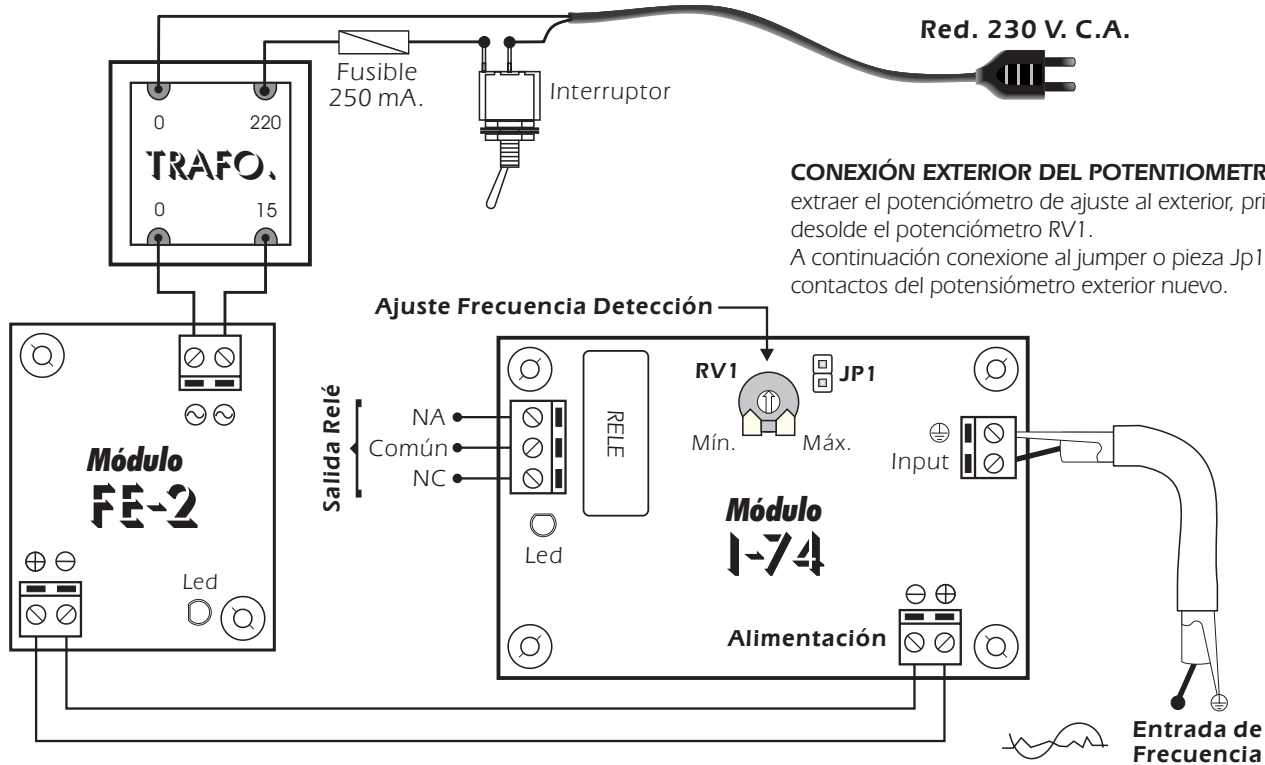 Red. 230 V. C.A.
Fusible
250 mA.
Interruptor
0 220
TRAFO.
0 15
CONEXIÓN EXTERIOR DEL POTENTIOMETR
extraer el potenciómetro de ajuste al exterior, pri
desolde el potenciómetro RV1.
A continuación conexione al jumper o pieza Jp1
contactos del potensiómetro exterior nuevo.
Ajuste Frecuencia Detección
Módulo
FE-2
Led
Salida Relé
NA
Común
NC
RELE
Led
RV1
JP1
Mín. Máx.
Input
Módulo
I-74
Alimentación
Entrada de
Frecuencia